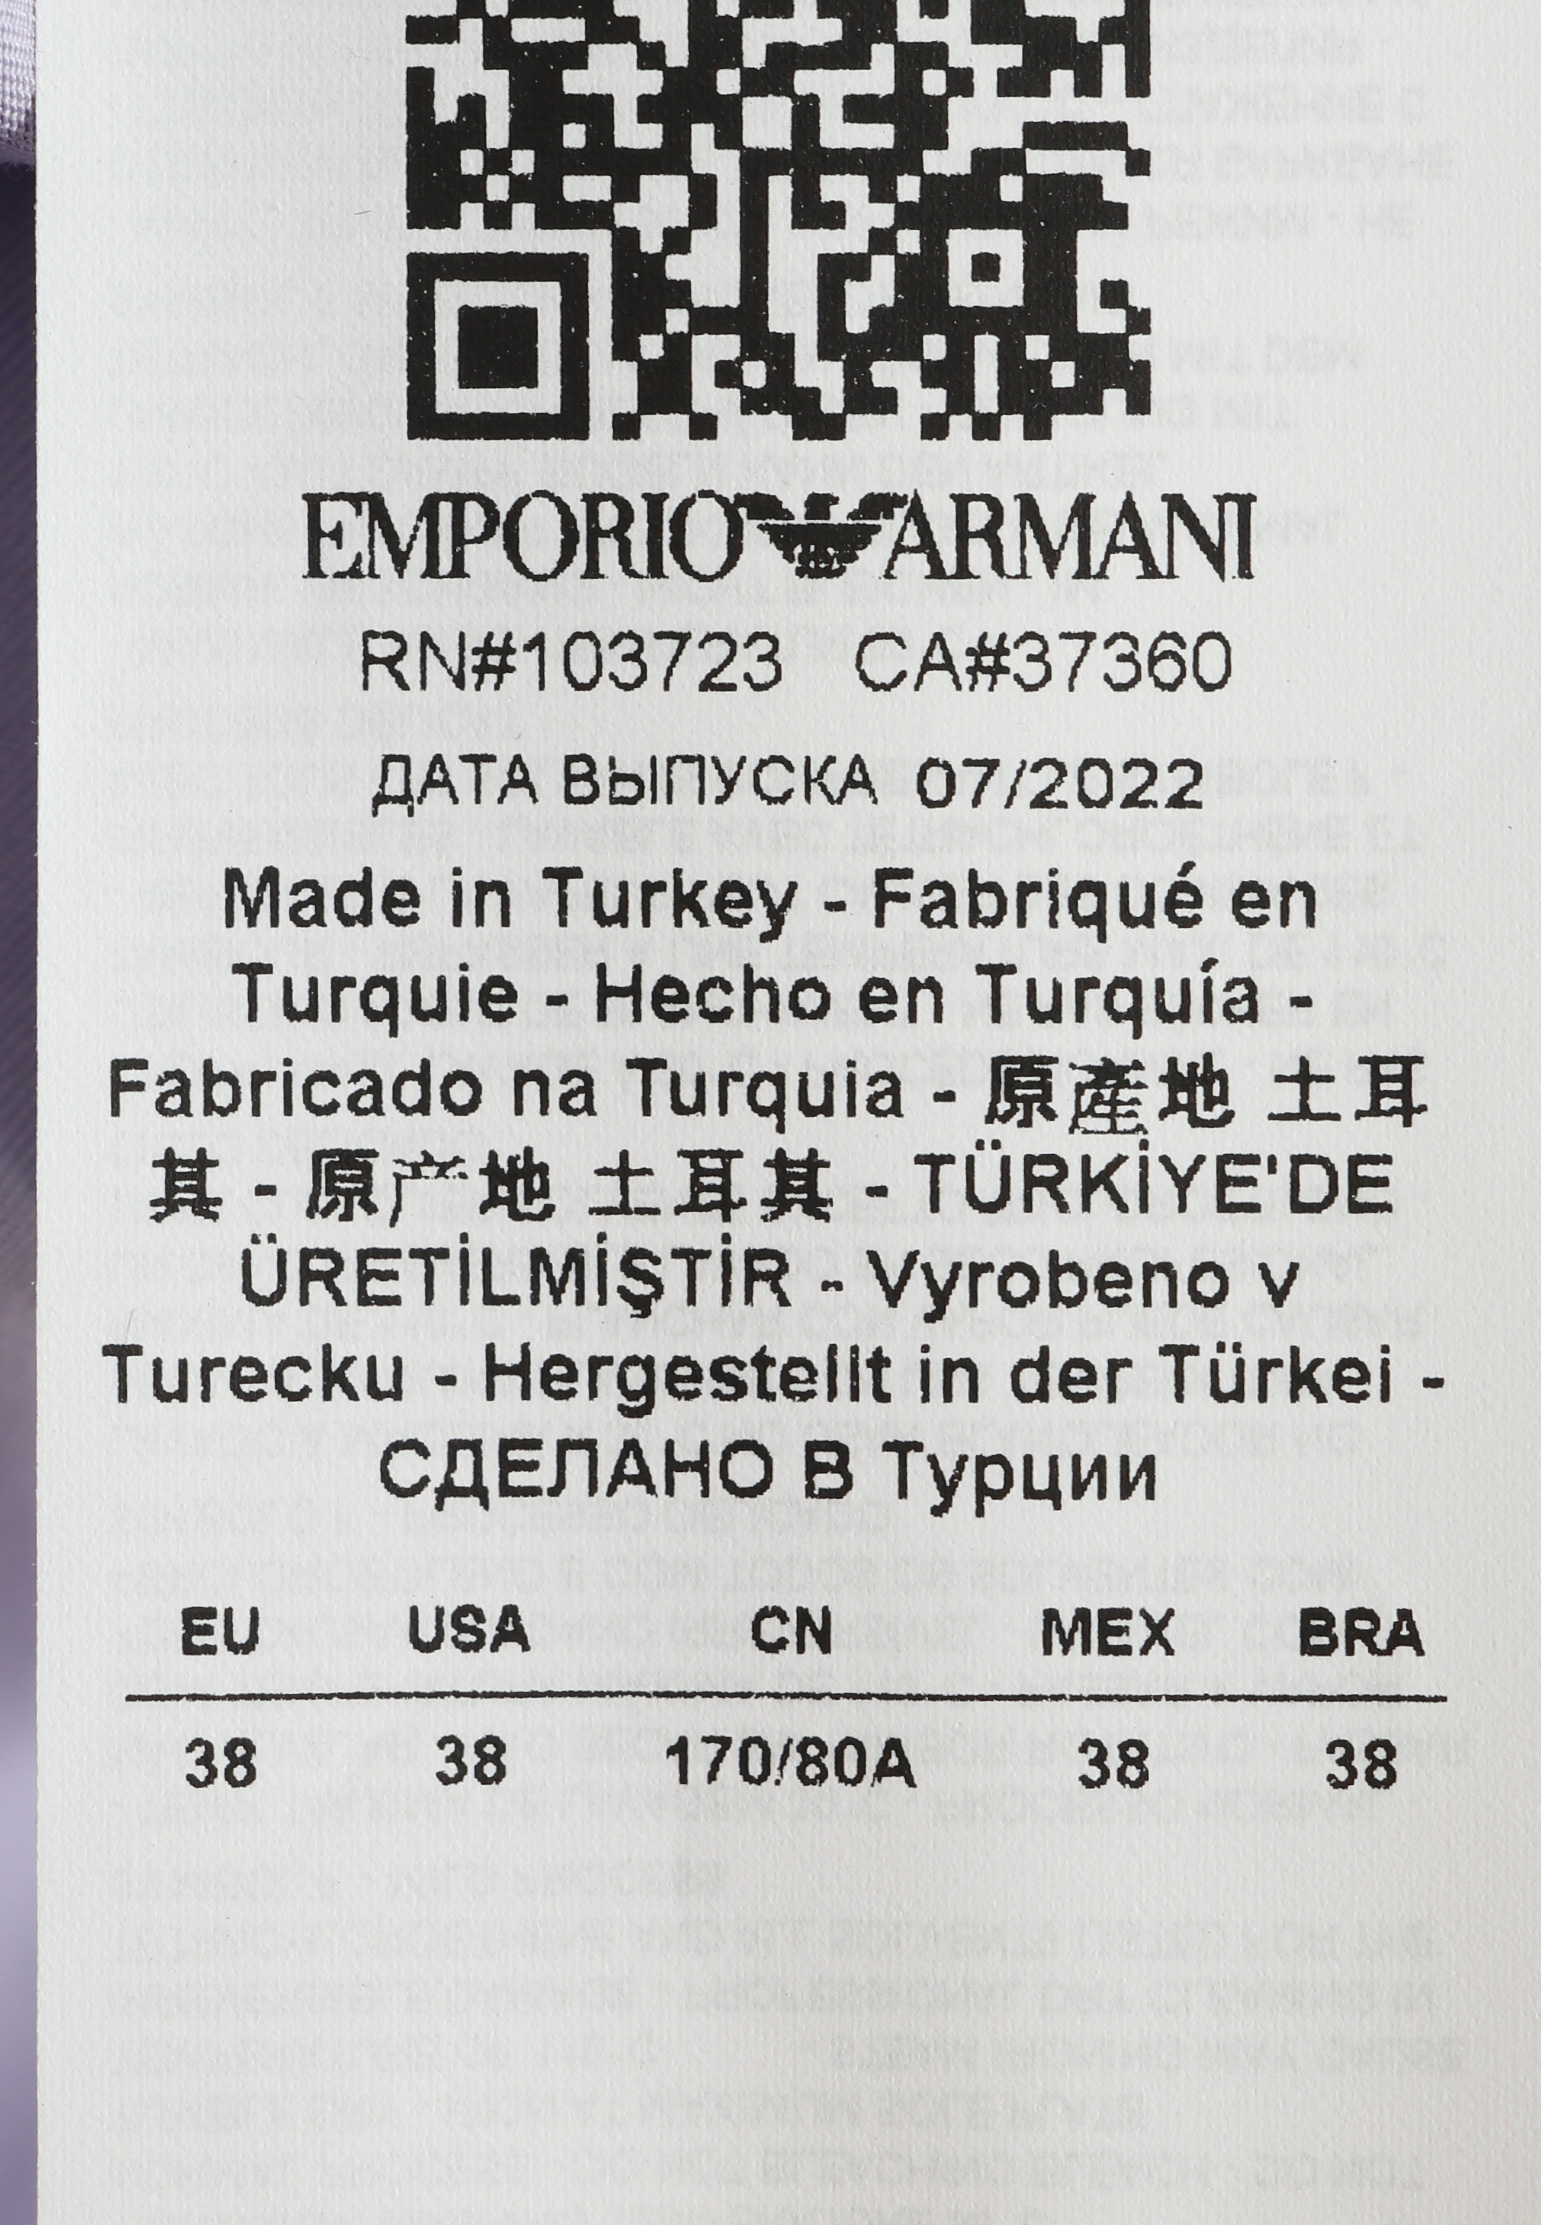 EMPORIO ARMANI
RN#103723 CA#37360
ДАТА ВЫПУСКА 07/2022
Made in Turkey - Fabriqué en
Turquie - Hecho en Turquía -
Fabricado na Turquia - 原產地 土耳
其 - 原产地 土耳其 - TÜRKİYE'DE
ÜRETİLMİŞTİR - Vyrobeno v
Turecku - Hergestellt in der Türkei -
СДЕЛАНО В Турции
EU USA CN MEX BRA
38 38 170/80A 38 38